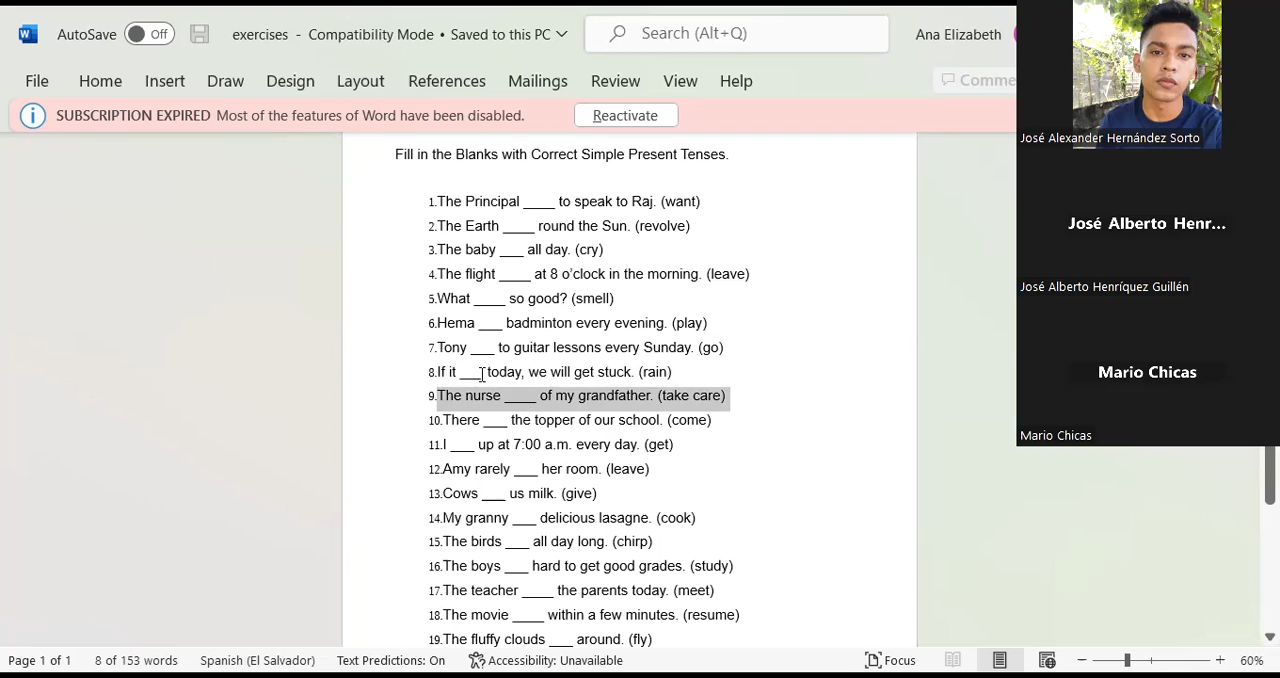 AutoSave Off exercises - Compatibility Mode • Saved to this PC Search (Alt+Q) Ana Elizabeth
File Home Insert Draw Design Layout References Mailings Review View Help Comme
SUBSCRIPTION EXPIRED Most of the features of Word have been disabled. Reactivate
Fill in the Blanks with Correct Simple Present Tenses.
1.The Principal ____ to speak to Raj. (want)
2.The Earth ____ round the Sun. (revolve)
3.The baby ___ all day. (cry)
4.The flight ____ at 8 o’clock in the morning. (leave)
5.What ____ so good? (smell)
6.Hema ___ badminton every evening. (play)
7.Tony ___ to guitar lessons every Sunday. (go)
8.If it ___ today, we will get stuck. (rain)
9.The nurse ____ of my grandfather. (take care)
10.There ___ the topper of our school. (come)
11.I ___ up at 7:00 a.m. every day. (get)
12.Amy rarely ___ her room. (leave)
13.Cows ___ us milk. (give)
14.My granny ___ delicious lasagne. (cook)
15.The birds ___ all day long. (chirp)
16.The boys ___ hard to get good grades. (study)
17.The teacher ____ the parents today. (meet)
18.The movie ____ within a few minutes. (resume)
19.The fluffy clouds ___ around. (fly)
Page 1 of 1 8 of 153 words Spanish (El Salvador) Text Predictions: On Accessibility: Unavailable Focus 60%
José Alexander Hernández Sorto
José Alberto Henr...
José Alberto Henríquez Guillén
Mario Chicas
Mario Chicas